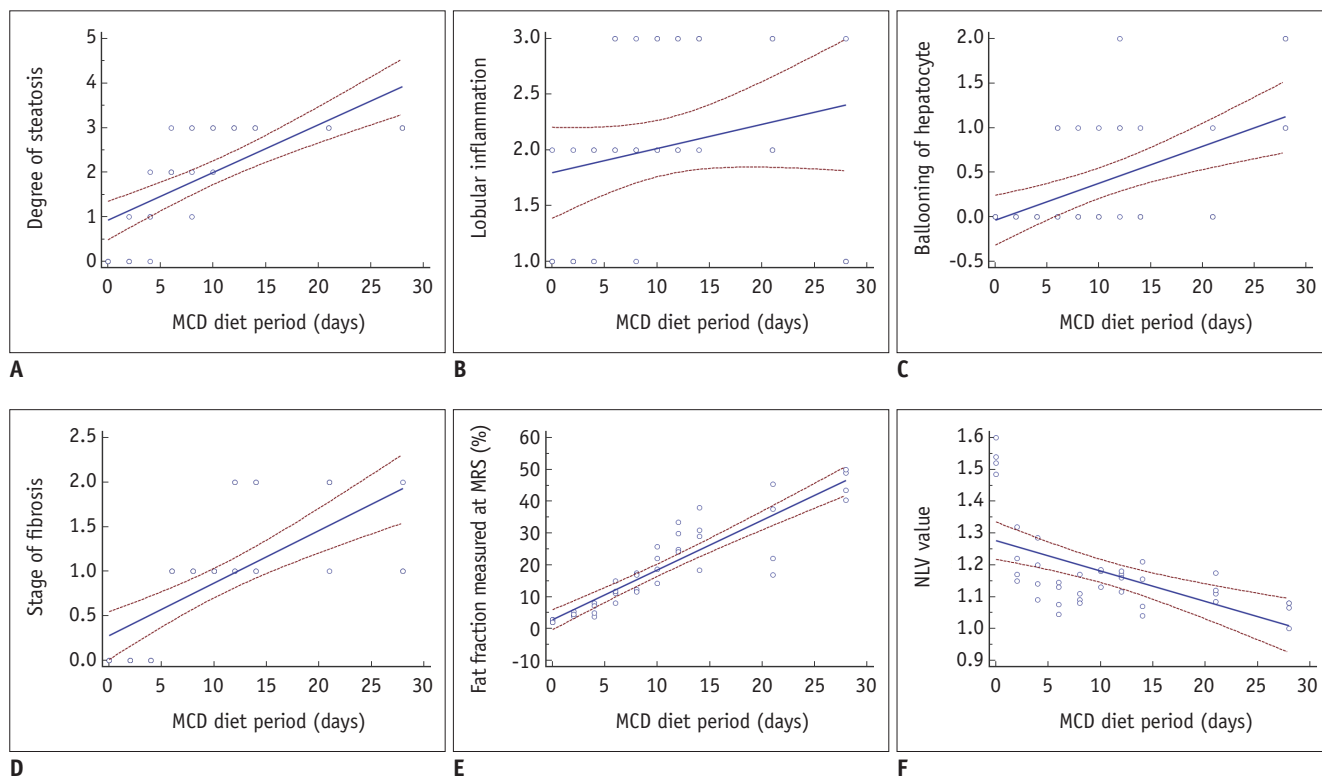 Degree of steatosis
5
4
3
2
1
0
0 5 10 15 20 25 30
MCD diet period (days)
A
Lobular inflammation
3.0
2.5
2.0
1.5
1.0
0 5 10 15 20 25 30
MCD diet period (days)
B
Ballooning of hepatocyte
2.0
1.5
1.0
0.5
0.0
-0.5
0 5 10 15 20 25 30
MCD diet period (days)
C
Stage of fibrosis
2.5
2.0
1.5
1.0
0.5
0.0
0 5 10 15 20 25 30
MCD diet period (days)
D
Fat fraction measured at MRS (%)
60
50
40
30
20
10
0
-10
0 5 10 15 20 25 30
MCD diet period (days)
E
NLV value
1.6
1.5
1.4
1.3
1.2
1.1
1.0
0.9
0 5 10 15 20 25 30
MCD diet period (days)
F